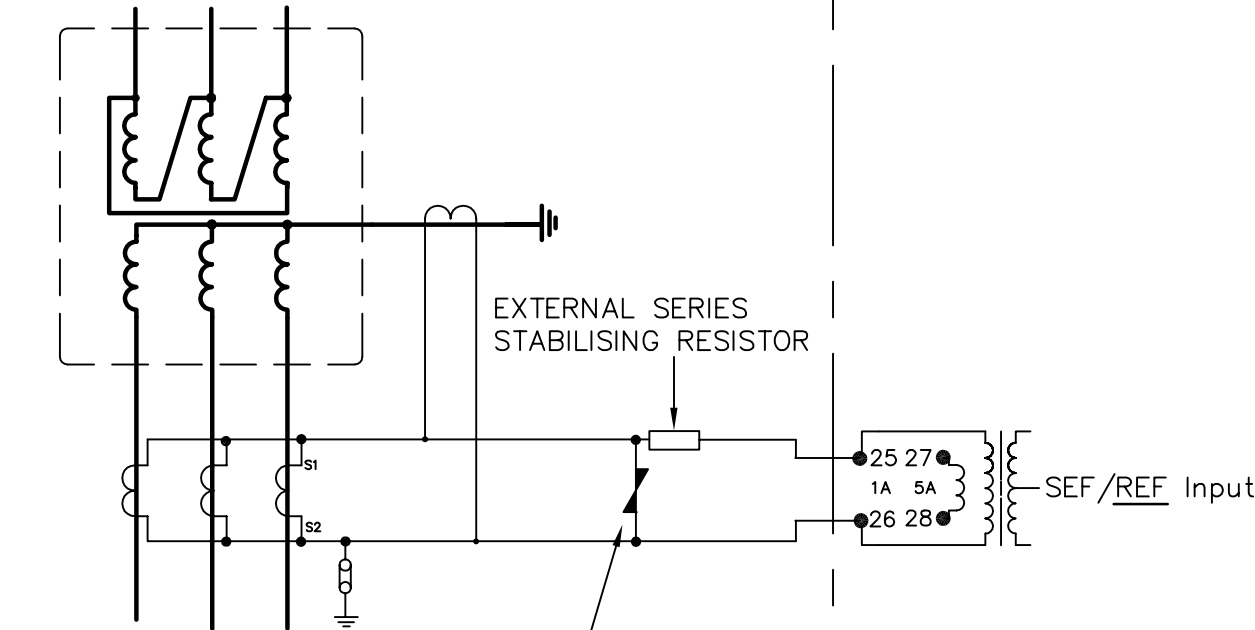 EXTERNAL SERIES
STABILISING RESISTOR
S1
S2
25 27
1A 5A
26 28
SEF/REF Input